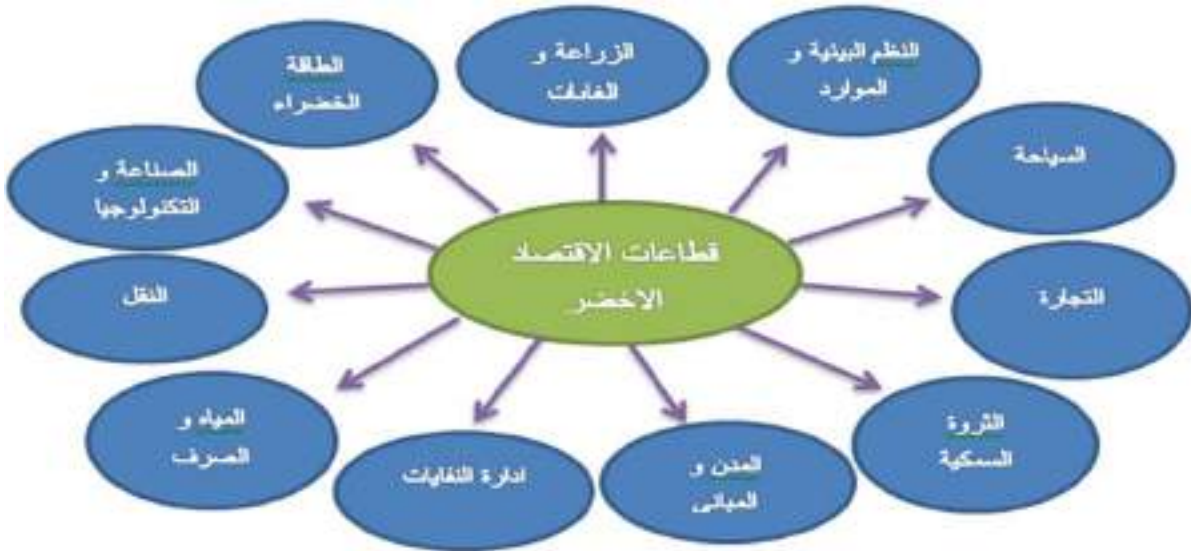 النظم البيئية و
الموارد
الزراعة و
الغابات
الطاقة
الخضراء
السياحة
الصناعة و
التكنولوجيا
قطاعات الاقتصاد
الاخضر
التجارة
النقل
الثروة
السمكية
المياه و
الصرف
المدن و
المباني
ادارة النفايات